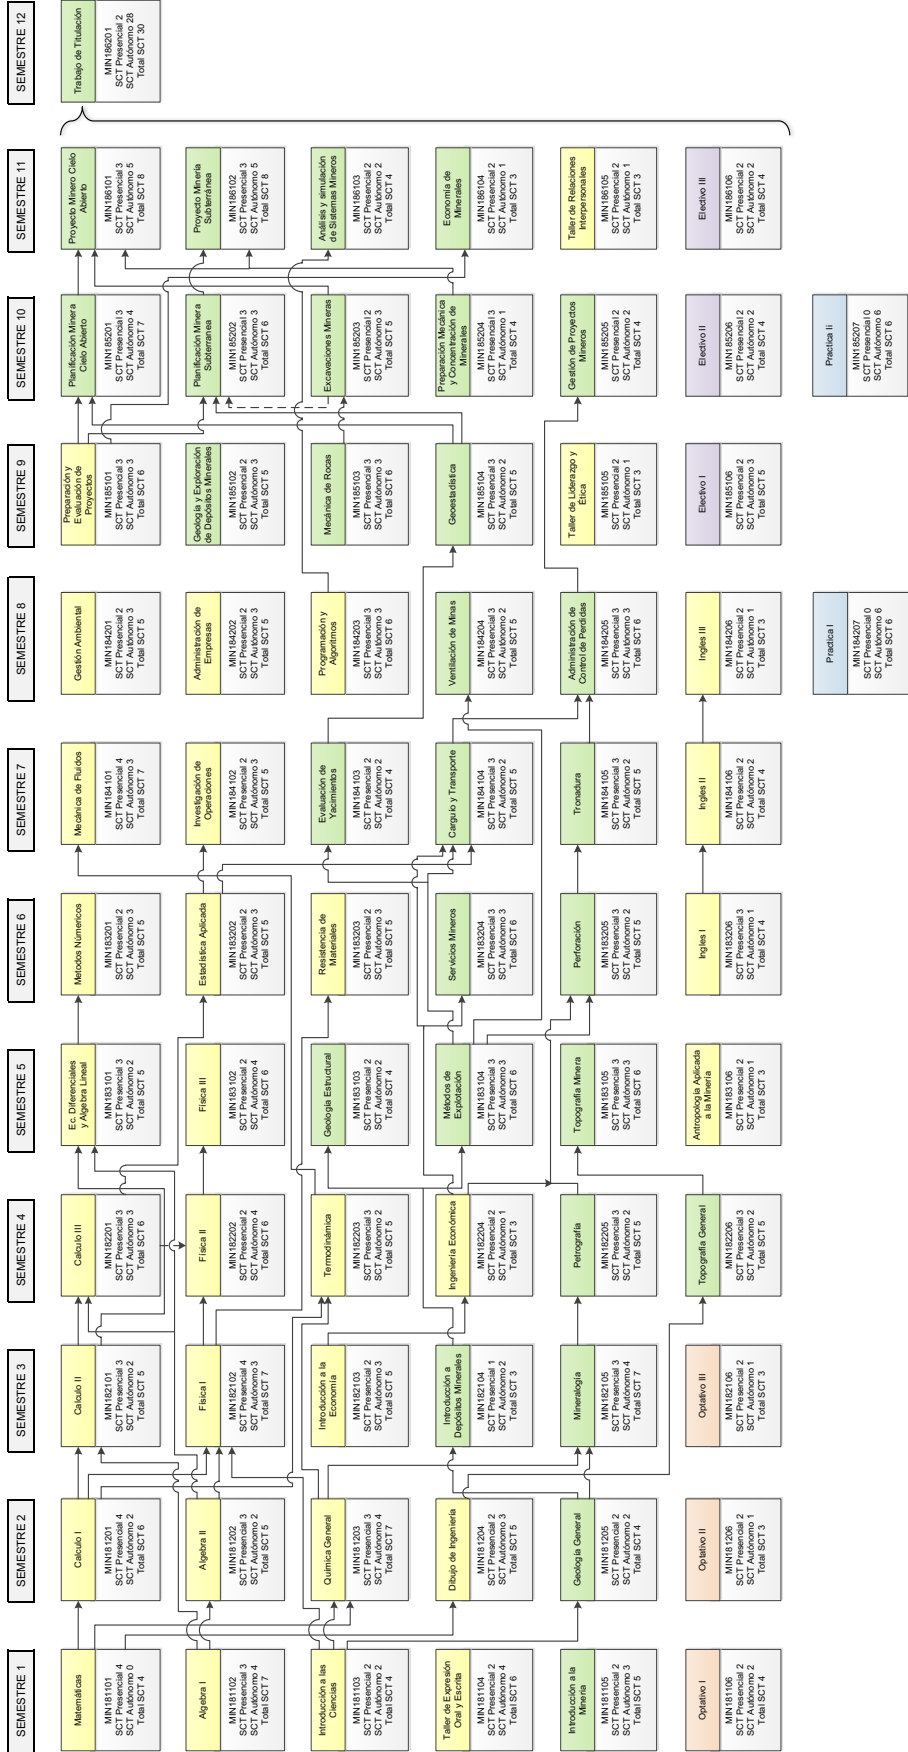 SEMESTRE 1
Matemáticas
MIN181101
SCT Presencial 4
SCT Autónomo 0
Total SCT 4
Algebra I
MIN181102
SCT Presencial 3
SCT Autónomo 4
Total SCT 7
Introducción a las
Ciencias
MIN181103
SCT Presencial 2
SCT Autónomo 2
Total SCT 4
Taller de Expresión
Oral y Escrita
MIN181104
SCT Presencial 2
SCT Autónomo 4
Total SCT 6
Introducción a la
Minería
MIN181105
SCT Presencial 2
SCT Autónomo 3
Total SCT 5
Optativo I
MIN181106
SCT Presencial 2
SCT Autónomo 2
Total SCT 4
SEMESTRE 2
Calculo I
MIN181201
SCT Presencial 4
SCT Autónomo 2
Total SCT 6
Algebra II
MIN181202
SCT Presencial 3
SCT Autónomo 2
Total SCT 5
Química General
MIN181203
SCT Presencial 3
SCT Autónomo 4
Total SCT 7
Dibujo de Ingeniería
MIN181204
SCT Presencial 2
SCT Autónomo 3
Total SCT 5
Geología General
MIN181205
SCT Presencial 2
SCT Autónomo 2
Total SCT 4
Optativo II
MIN181206
SCT Presencial 2
SCT Autónomo 1
Total SCT 3
SEMESTRE 3
Calculo II
MIN182101
SCT Presencial 3
SCT Autónomo 2
Total SCT 5
Física I
MIN182102
SCT Presencial 4
SCT Autónomo 3
Total SCT 7
Introducción a la
Economía
MIN182103
SCT Presencial 2
SCT Autónomo 3
Total SCT 5
Introducción a
Depósitos Minerales
MIN182104
SCT Presencial 1
SCT Autónomo 2
Total SCT 3
Mineralogía
MIN182105
SCT Presencial 3
SCT Autónomo 4
Total SCT 7
Optativo III
MIN182106
SCT Presencial 2
SCT Autónomo 1
Total SCT 3
SEMESTRE 4
Calculo III
MIN182201
SCT Presencial 3
SCT Autónomo 3
Total SCT 6
Física II
MIN182202
SCT Presencial 2
SCT Autónomo 4
Total SCT 6
Termodinámica
MIN182203
SCT Presencial 3
SCT Autónomo 2
Total SCT 5
Ingeniería Económica
MIN182204
SCT Presencial 2
SCT Autónomo 1
Total SCT 3
Petrografía
MIN182205
SCT Presencial 3
SCT Autónomo 2
Total SCT 5
Topografía General
MIN182206
SCT Presencial 3
SCT Autónomo 2
Total SCT 5
SEMESTRE 5
Ec. Diferenciales
y Algebra Lineal
MIN183101
SCT Presencial 3
SCT Autónomo 2
Total SCT 5
Física III
MIN183102
SCT Presencial 2
SCT Autónomo 4
Total SCT 6
Geología Estructural
MIN183103
SCT Presencial 2
SCT Autónomo 2
Total SCT 4
Métodos de
Explotación
MIN183104
SCT Presencial 3
SCT Autónomo 3
Total SCT 6
Topografía Minera
MIN183105
SCT Presencial 3
SCT Autónomo 3
Total SCT 6
Antropología Aplicada
a la Minería
MIN183106
SCT Presencial 2
SCT Autónomo 1
Total SCT 3
SEMESTRE 6
Metodos Númericos
MIN183201
SCT Presencial 2
SCT Autónomo 3
Total SCT 5
Estadística Aplicada
MIN183202
SCT Presencial 2
SCT Autónomo 3
Total SCT 5
Resistencia de
Materiales
MIN183203
SCT Presencial 2
SCT Autónomo 3
Total SCT 5
Servicios Mineros
MIN183204
SCT Presencial 3
SCT Autónomo 3
Total SCT 6
Perforación
MIN183205
SCT Presencial 3
SCT Autónomo 2
Total SCT 5
Ingles I
MIN183206
SCT Presencial 3
SCT Autónomo 1
Total SCT 4
SEMESTRE 7
Mecánica de Fluidos
MIN184101
SCT Presencial 4
SCT Autónomo 3
Total SCT 7
Investigación de
Operaciones
MIN184102
SCT Presencial 2
SCT Autónomo 3
Total SCT 5
Evaluación de
Yacimientos
MIN184103
SCT Presencial 2
SCT Autónomo 2
Total SCT 4
Carguío y Transporte
MIN184104
SCT Presencial 3
SCT Autónomo 2
Total SCT 5
Tronadura
MIN184105
SCT Presencial 3
SCT Autónomo 2
Total SCT 5
Ingles II
MIN184106
SCT Presencial 2
SCT Autónomo 2
Total SCT 4
SEMESTRE 8
Gestión Ambiental
MIN184201
SCT Presencial 2
SCT Autónomo 3
Total SCT 5
Administración de
Empresas
MIN184202
SCT Presencial 2
SCT Autónomo 3
Total SCT 5
Programación y
Algoritmos
MIN184203
SCT Presencial 3
SCT Autónomo 3
Total SCT 6
Ventilación de Minas
MIN184204
SCT Presencial 3
SCT Autónomo 2
Total SCT 5
Administración de
Control de Perdidas
MIN184205
SCT Presencial 3
SCT Autónomo 3
Total SCT 6
Ingles III
MIN184206
SCT Presencial 2
SCT Autónomo 1
Total SCT 3
Practica I
MIN184207
SCT Presencial 0
SCT Autónomo 6
Total SCT 6
SEMESTRE 9
Preparación y
Evaluación de
Proyectos
MIN185101
SCT Presencial 3
SCT Autónomo 3
Total SCT 6
Geología y Exploración
de Depósitos Minerales
MIN185102
SCT Presencial 2
SCT Autónomo 3
Total SCT 5
Mecánica de Rocas
MIN185103
SCT Presencial 3
SCT Autónomo 3
Total SCT 6
Geoestadística
MIN185104
SCT Presencial 3
SCT Autónomo 2
Total SCT 5
Taller de Liderazgo y
Ética
MIN185105
SCT Presencial 2
SCT Autónomo 1
Total SCT 3
Electivo I
MIN185106
SCT Presencial 2
SCT Autónomo 3
Total SCT 5
SEMESTRE 10
Planificación Minera
Cielo Abierto
MIN185201
SCT Presencial 3
SCT Autónomo 4
Total SCT 7
Planificación Minera
Subterranea
MIN185202
SCT Presencial 3
SCT Autónomo 3
Total SCT 6
Excavaciones Mineras
MIN185203
SCT Presencial 2
SCT Autónomo 3
Total SCT 5
Preparación Mecánica
y Concentración de
Minerales
MIN185204
SCT Presencial 3
SCT Autónomo 1
Total SCT 4
Gestión de Proyectos
Mineros
MIN185205
SCT Presencial 2
SCT Autónomo 2
Total SCT 4
Electivo II
MIN185206
SCT Presencial 2
SCT Autónomo 2
Total SCT 4
Practica Ii
MIN185207
SCT Presencial 0
SCT Autónomo 6
Total SCT 6
SEMESTRE 11
Proyecto Minero Cielo
Abierto
MIN186101
SCT Presencial 3
SCT Autónomo 5
Total SCT 8
Proyecto Minería
Subterránea
MIN186102
SCT Presencial 3
SCT Autónomo 5
Total SCT 8
Análisis y simulación
de Sistemas Mineros
MIN186103
SCT Presencial 2
SCT Autónomo 2
Total SCT 4
Economía de
Minerales
MIN186104
SCT Presencial 2
SCT Autónomo 1
Total SCT 3
Taller de Relaciones
Interpersonales
MIN186105
SCT Presencial 2
SCT Autónomo 1
Total SCT 3
Electivo III
MIN186106
SCT Presencial 2
SCT Autónomo 2
Total SCT 4
SEMESTRE 12
Trabajo de Titulación
MIN186201
SCT Presencial 2
SCT Autónomo 28
Total SCT 30